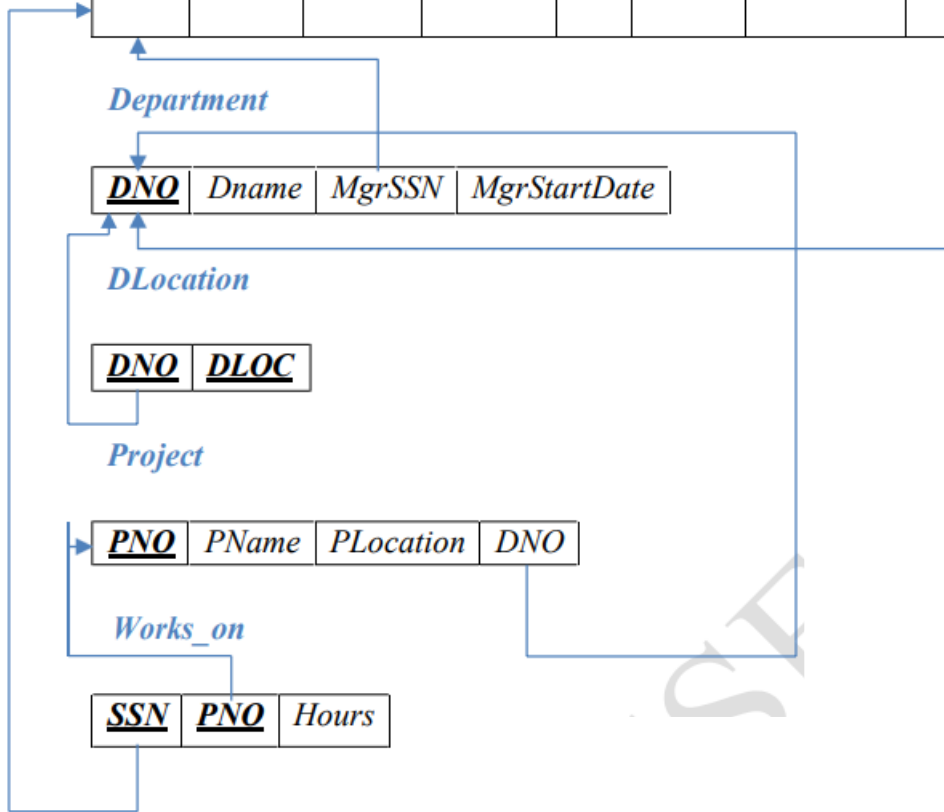 Department
DNO Dname MgrSSN MgrStartDate
DLocation
DNO DLOC
Project
PNO PName PLocation DNO
Works_on
SSN PNO Hours